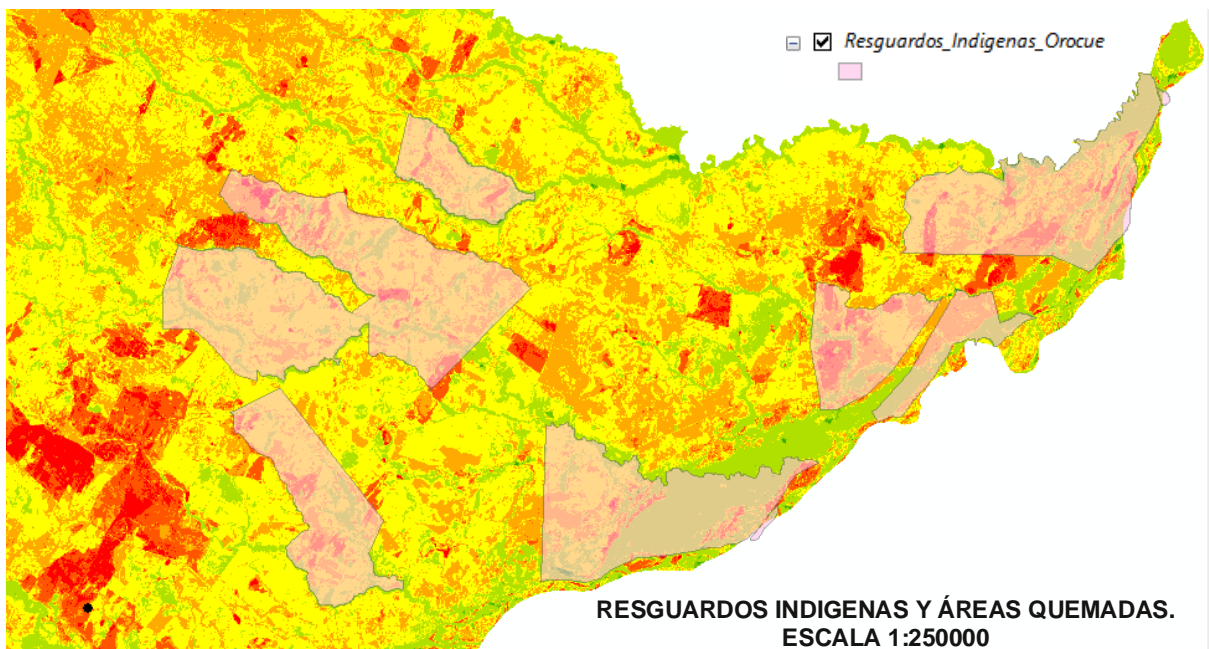 Resguardos_Indigenas_Orocue
RESGUARDOS INDIGENAS Y ÁREAS QUEMADAS.
ESCALA 1:250000